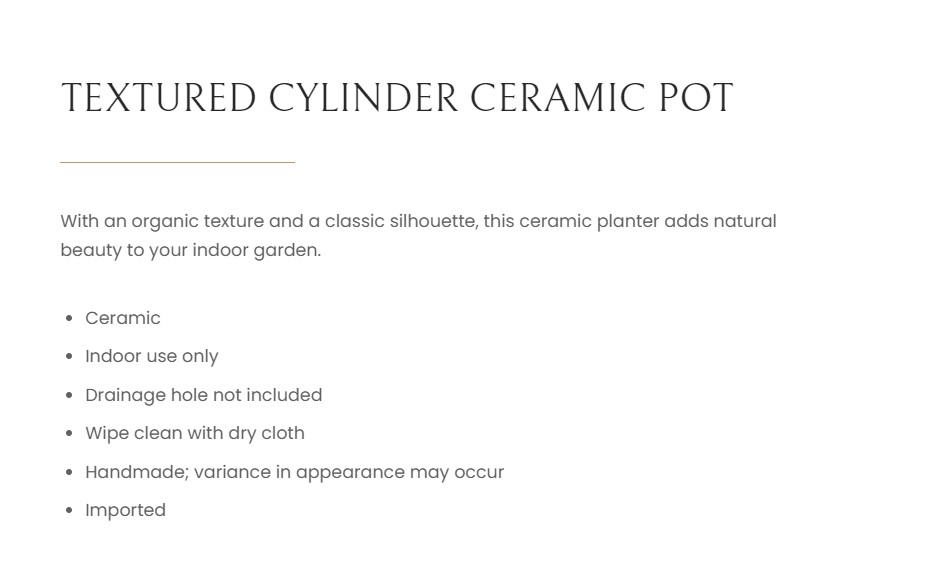 TEXTURED CYLINDER CERAMIC POT
With an organic texture and a classic silhouette, this ceramic planter adds natural
beauty to your indoor garden.
• Ceramic
• Indoor use only
• Drainage hole not included
• Wipe clean with dry cloth
• Handmade; variance in appearance may occur
• Imported